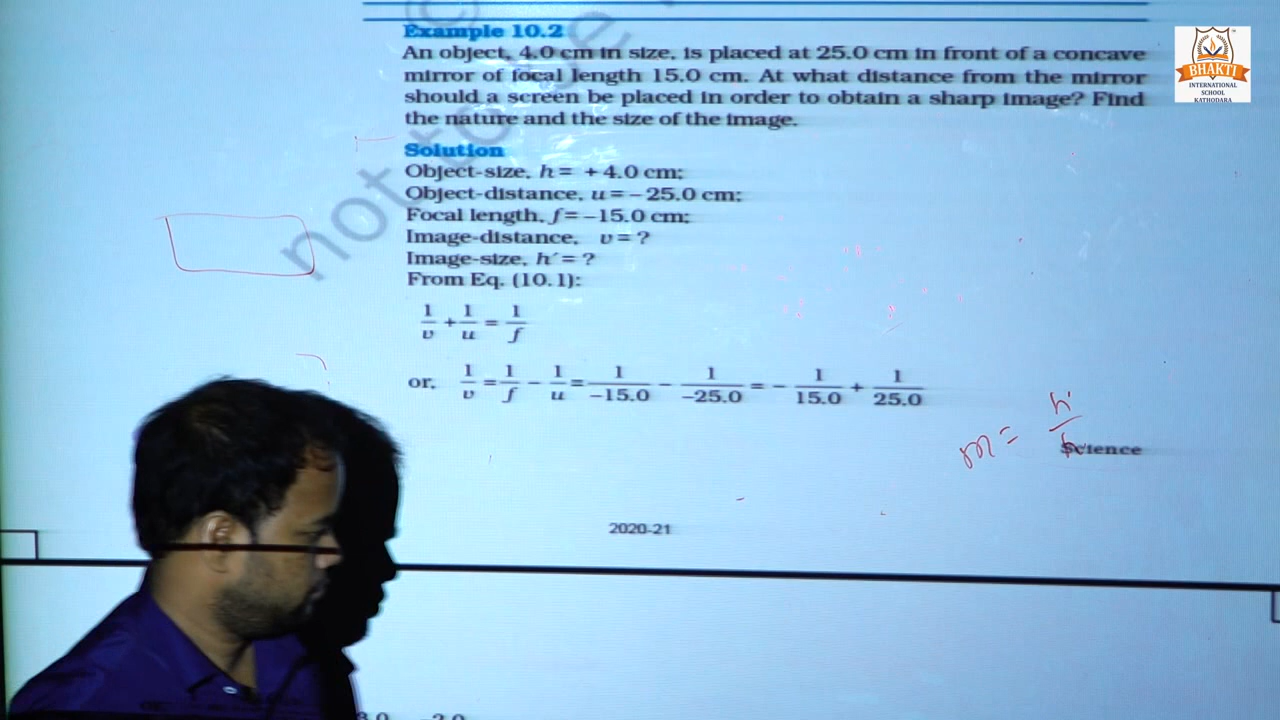 Example 10.2
An object, 4.0 cm in size, is placed at 25.0 cm in front of a concave
mirror of focal length 15.0 cm. At what distance from the mirror
should a screen be placed in order to obtain a sharp image? Find
the nature and the size of the image.
Solution
Object-size, h = + 4.0 cm;
Object-distance, u = – 25.0 cm;
Focal length, f = –15.0 cm;
Image-distance, v = ?
Image-size, h′ = ?
From Eq. (10.1):
1/v + 1/u = 1/f
or, 1/v = 1/f – 1/u = 1/–15.0 – 1/–25.0 = – 1/15.0 + 1/25.0
m = h'/h
Science
2020-21
not to be
©
BHAKTI
INTERNATIONAL
SCHOOL
KATHODARA